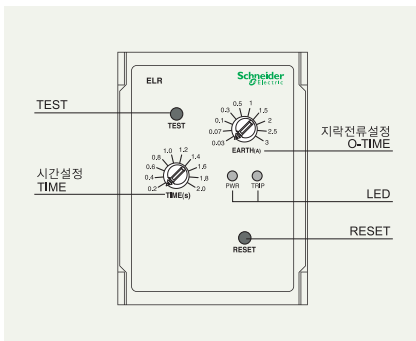 ELR
Schneider
Electric
TEST
TEST
0.03
0.07
0.1
0.3
0.5
1
1.5
2
2.5
3
EARTH(A)
지락전류설정
O-TIME
시간설정
TIME
0.2
0.4
0.6
0.8
1.0
1.2
1.4
1.6
1.8
2.0
TIME(s)
PWR
TRIP
LED
RESET
RESET